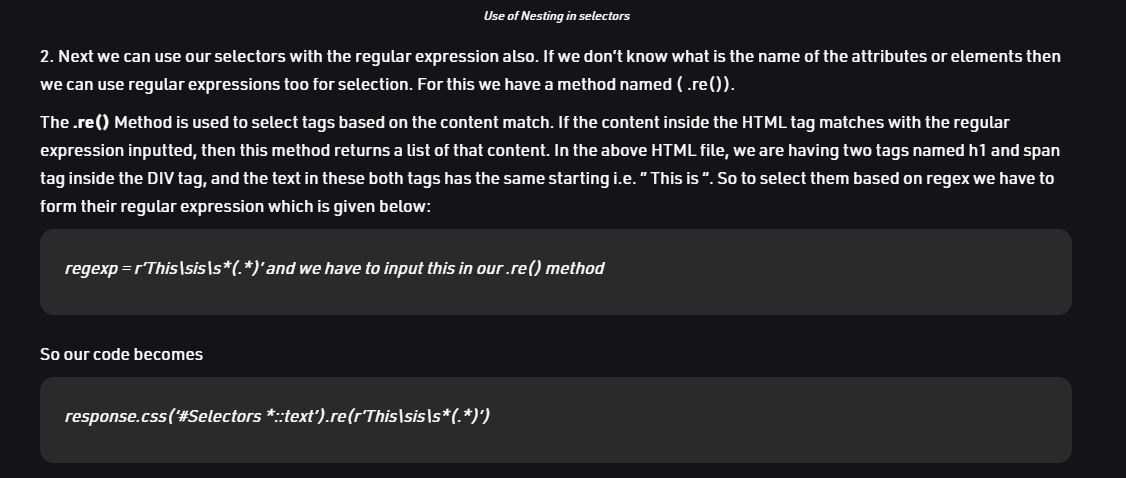 Use of Nesting in selectors
2. Next we can use our selectors with the regular expression also. If we don’t know what is the name of the attributes or elements then
we can use regular expressions too for selection. For this we have a method named ( .re()).
The .re() Method is used to select tags based on the content match. If the content inside the HTML tag matches with the regular
expression inputted, then this method returns a list of that content. In the above HTML file, we are having two tags named h1 and span
tag inside the DIV tag, and the text in these both tags has the same starting i.e. ” This is “. So to select them based on regex we have to
form their regular expression which is given below:
regexp = r’This\sis\s*(.*)’ and we have to input this in our .re() method
So our code becomes
response.css(‘#Selectors *::text’).re(r’This\sis\s*(.*)’)